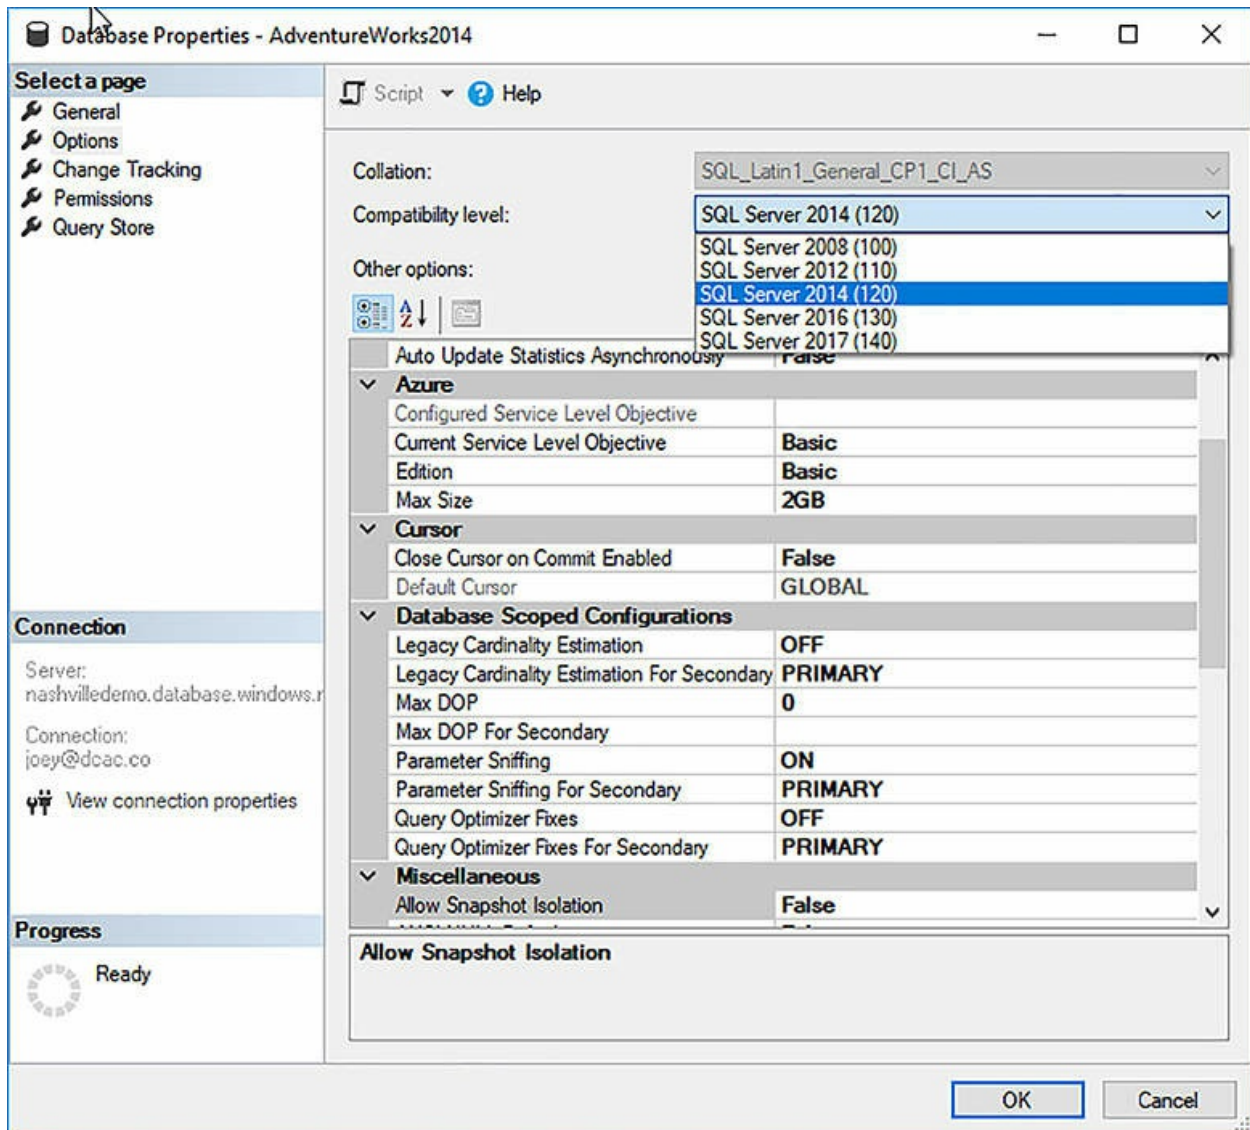 Database Properties - AdventureWorks2014
Select a page
General
Options
Change Tracking
Permissions
Query Store
Connection
Server:
nashvilledemo.database.windows.r
Connection:
joey@dcac.co
View connection properties
Progress
Ready
Script
Help
Collation: SQL_Latin1_General_CP1_CI_AS
Compatibility level: SQL Server 2014 (120)
SQL Server 2008 (100)
SQL Server 2012 (110)
SQL Server 2014 (120)
SQL Server 2016 (130)
SQL Server 2017 (140)
Other options:
Auto Update Statistics Asynchronously False
Azure
Configured Service Level Objective
Current Service Level Objective Basic
Edition Basic
Max Size 2GB
Cursor
Close Cursor on Commit Enabled False
Default Cursor GLOBAL
Database Scoped Configurations
Legacy Cardinality Estimation OFF
Legacy Cardinality Estimation For Secondary PRIMARY
Max DOP 0
Max DOP For Secondary
Parameter Sniffing ON
Parameter Sniffing For Secondary PRIMARY
Query Optimizer Fixes OFF
Query Optimizer Fixes For Secondary PRIMARY
Miscellaneous
Allow Snapshot Isolation False
Allow Snapshot Isolation
OK
Cancel